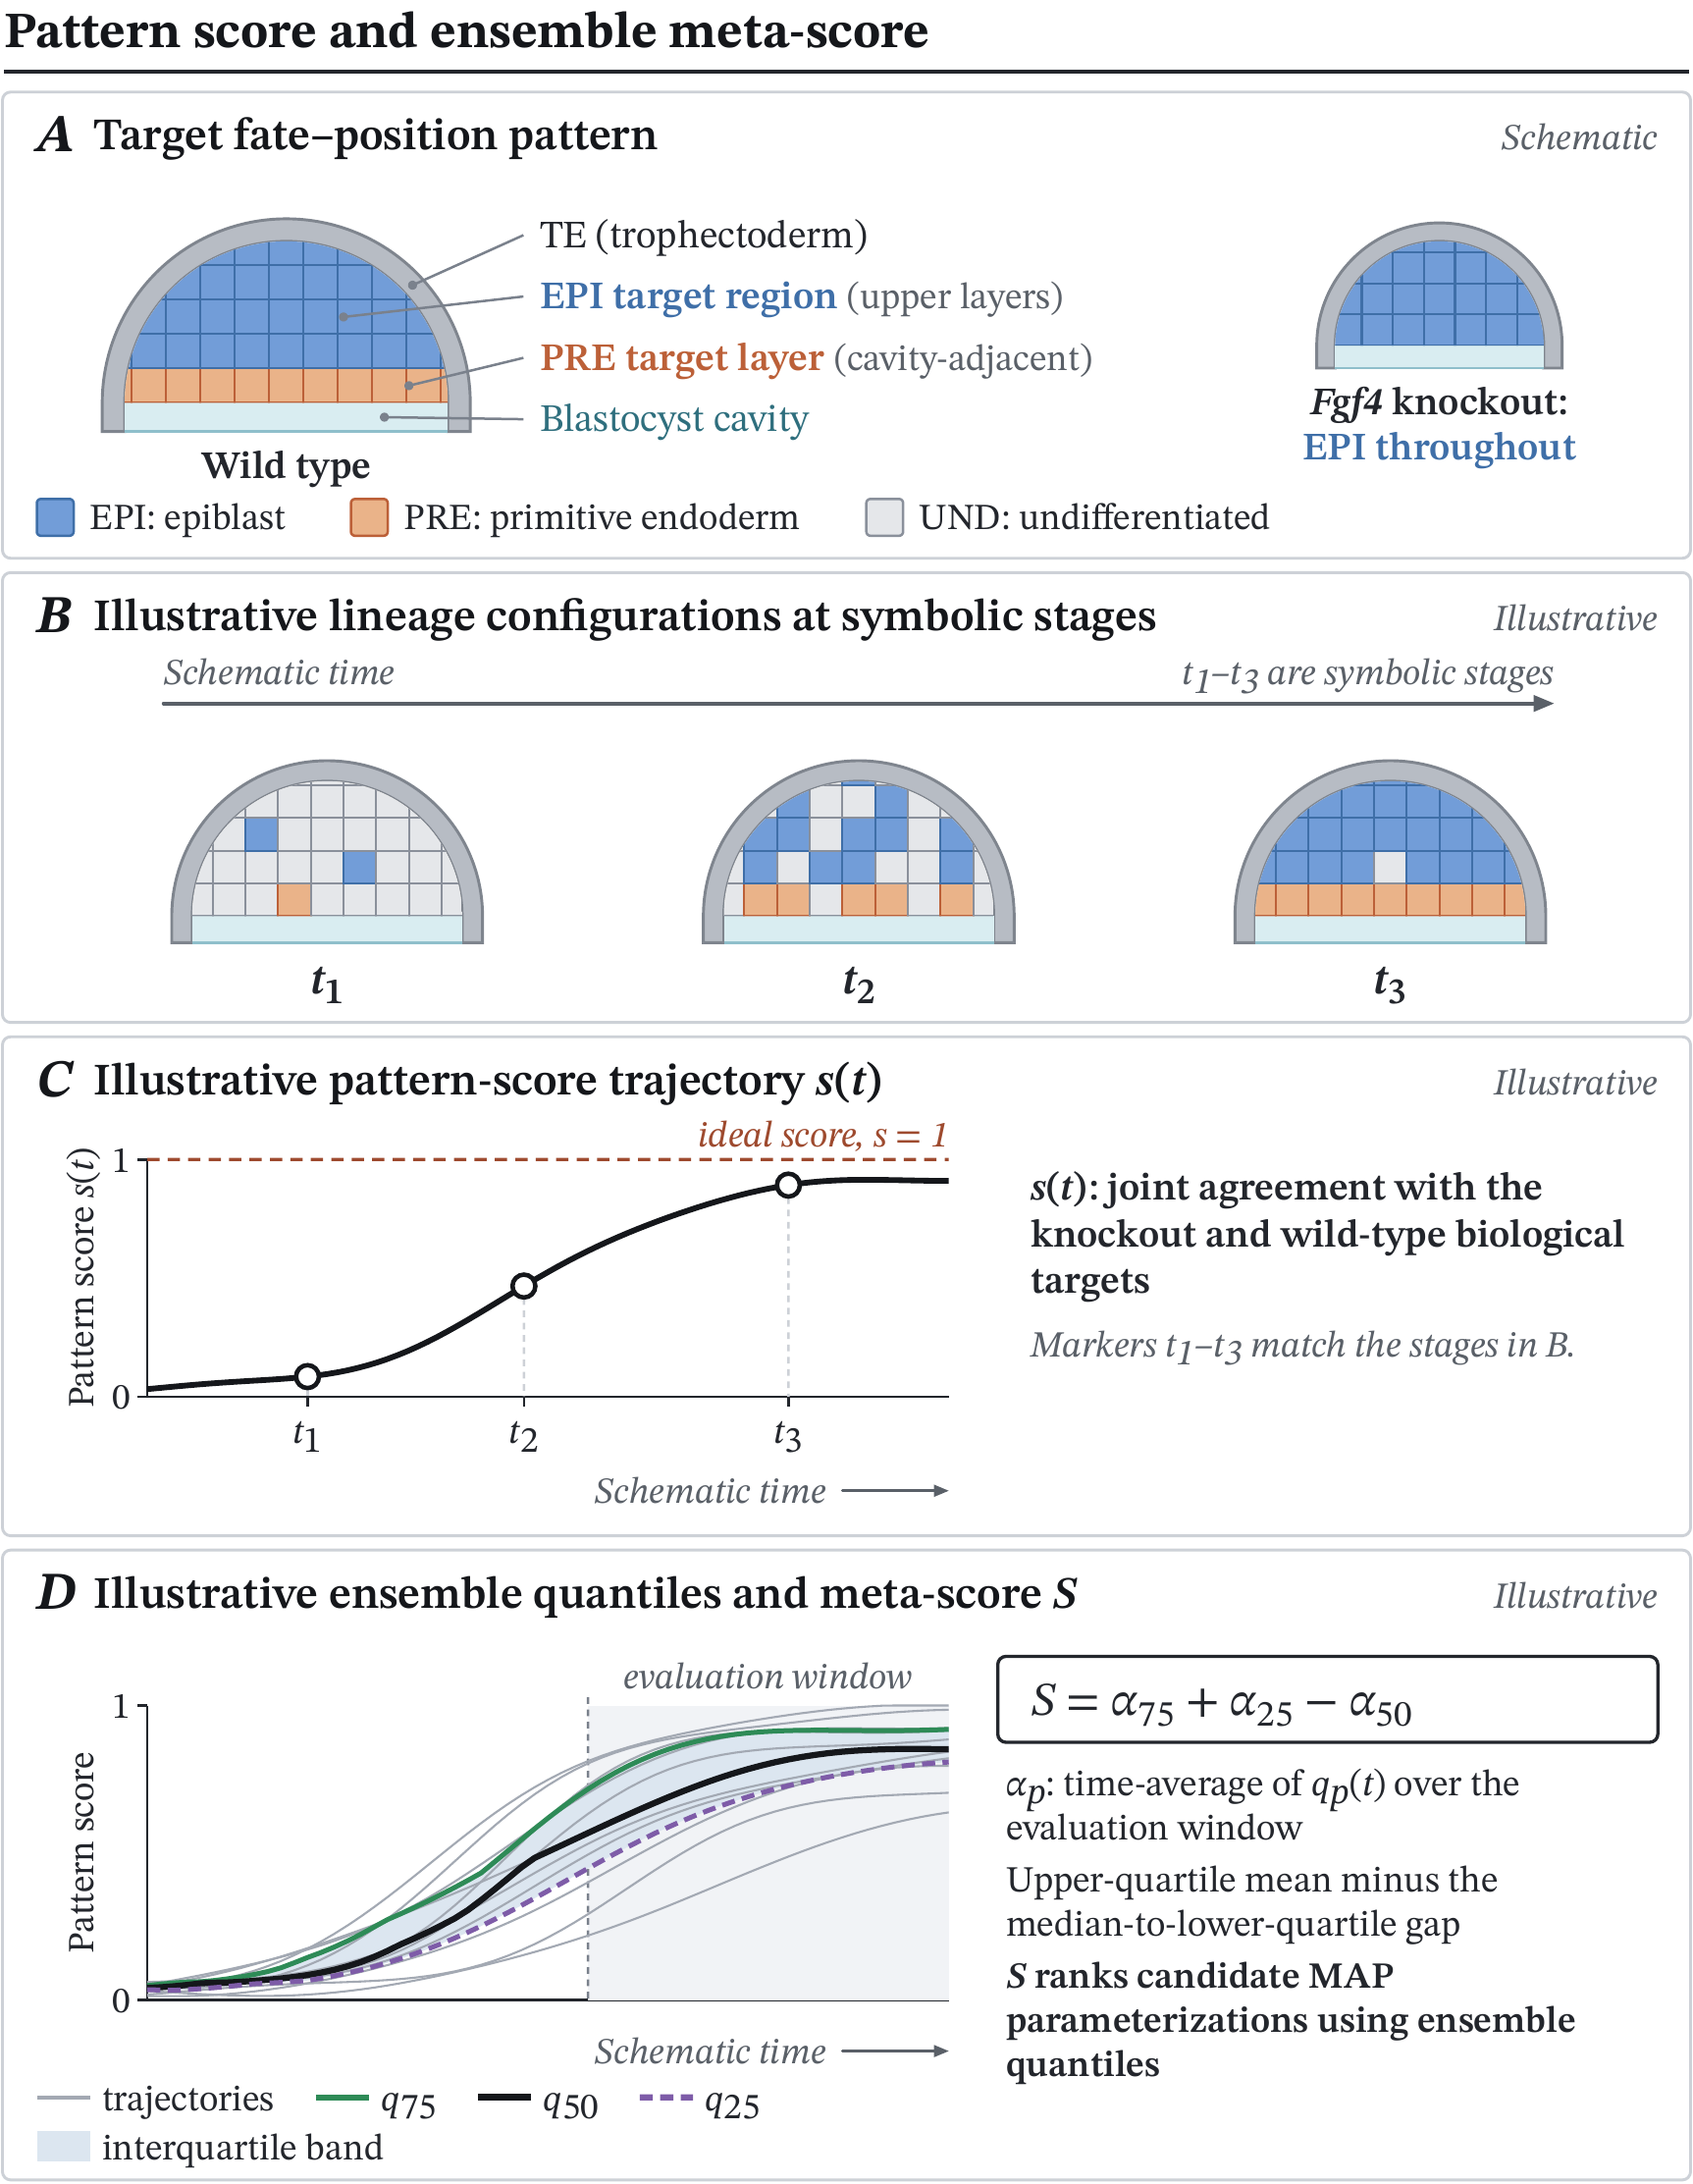 Pattern score and ensemble meta-score
A Target fate–position pattern
Schematic
TE (trophectoderm)
EPI target region (upper layers)
PRE target layer (cavity-adjacent)
Blastocyst cavity
Wild type
Fgf4 knockout:
EPI throughout
EPI: epiblast
PRE: primitive endoderm
UND: undifferentiated
B Illustrative lineage configurations at symbolic stages
Illustrative
Schematic time
t1–t3 are symbolic stages
t1
t2
t3
C Illustrative pattern-score trajectory s(t)
Illustrative
ideal score, s = 1
Pattern score s(t)
1
0
t1
t2
t3
Schematic time
s(t): joint agreement with the
knockout and wild-type biological
targets
Markers t1–t3 match the stages in B.
D Illustrative ensemble quantiles and meta-score S
Illustrative
evaluation window
Pattern score
1
0
Schematic time
S = α75 + α25 − α50
αp: time-average of qp(t) over the
evaluation window
Upper-quartile mean minus the
median-to-lower-quartile gap
S ranks candidate MAP
parameterizations using ensemble
quantiles
trajectories
q75
q50
q25
interquartile band